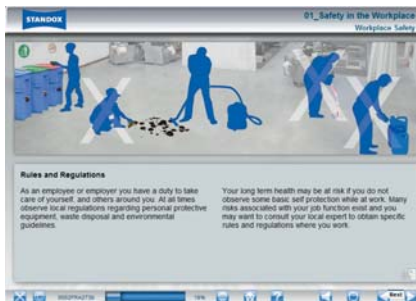 STANDOX
01_Safety in the Workplace
Workplace Safety
Rules and Regulations
As an employee or employer you have a duty to take
care of yourself, and others around you. At all times
observe local regulations regarding personal protective
equipment, waste disposal and environmental
guidelines.
Your long term health may be at risk if you do not
observe some basic self protection while at work. Many
risks associated with your job function exist and you
may want to consult your local expert to obtain specific
rules and regulations where you work.
Next